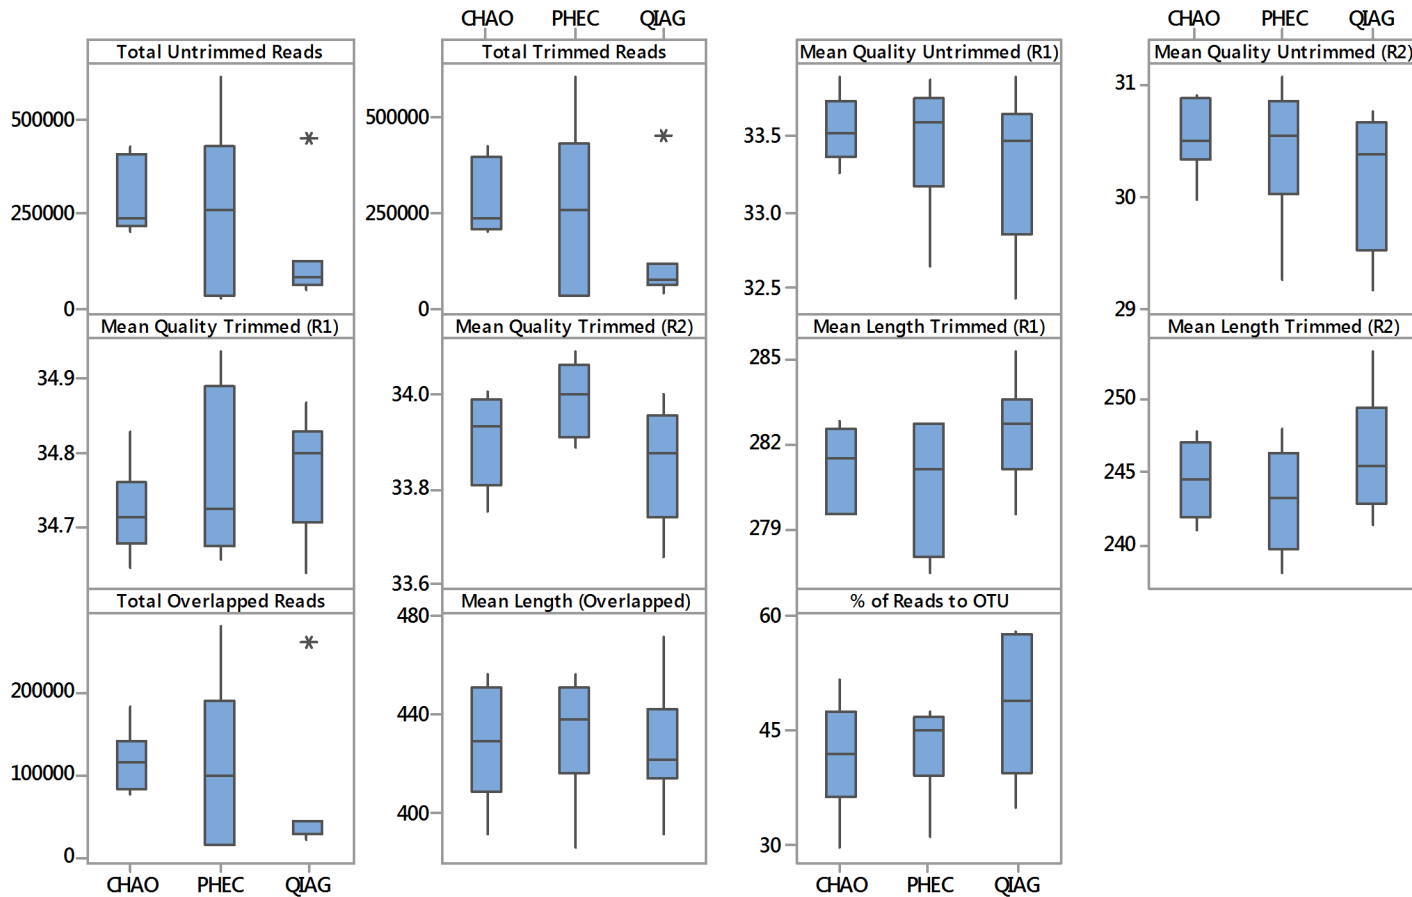 CHAO PHEC QIAG CHAO PHEC QIAG
Total Untrimmed Reads Total Trimmed Reads Mean Quality Untrimmed (R1) Mean Quality Untrimmed (R2)
500000 500000 33.5 31
250000 250000 33.0 30
0 0 32.5 29
Mean Quality Trimmed (R1) Mean Quality Trimmed (R2) Mean Length Trimmed (R1) Mean Length Trimmed (R2)
34.9 34.0 285 250
34.8 33.8 282 245
34.7 33.6 279 240
Total Overlapped Reads Mean Length (Overlapped) % of Reads to OTU
200000 480 60
100000 440 45
0 400 30
CHAO PHEC QIAG CHAO PHEC QIAG